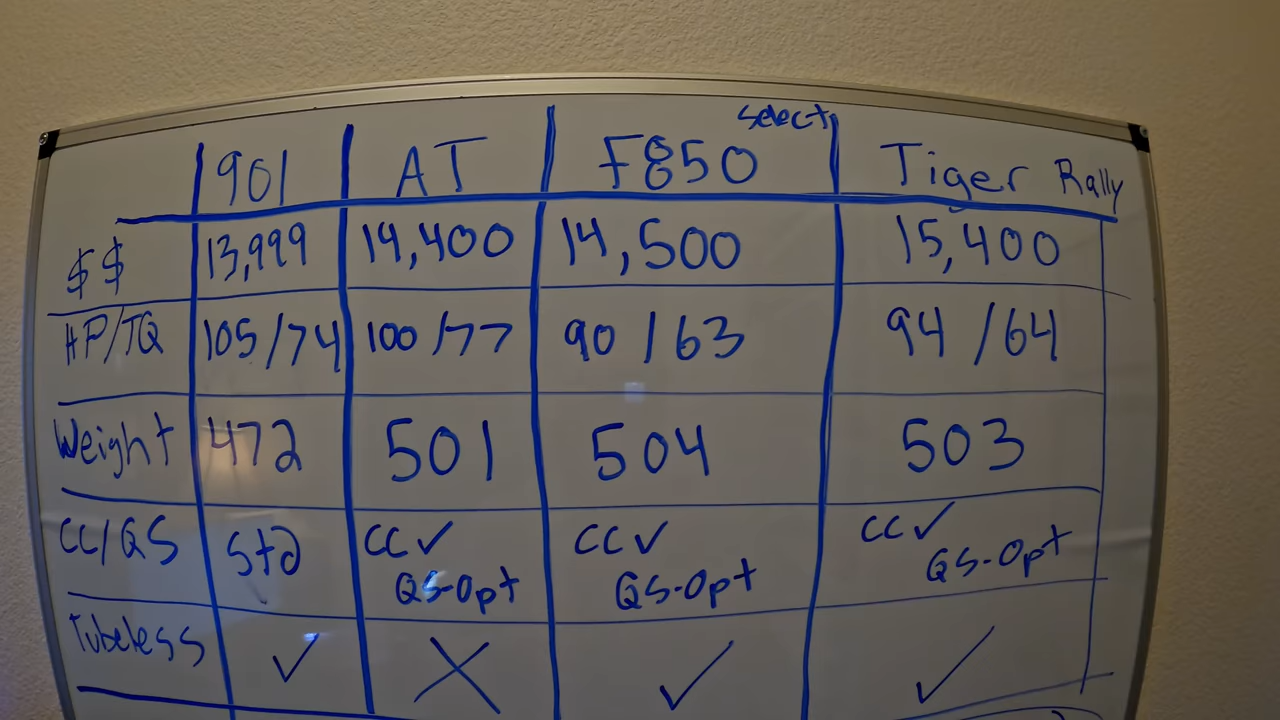 901 AT F850 Select Tiger Rally
$$ 13,999 14,400 14,500 15,400
HP/TQ 105/74 100/77 90/63 94/64
Weight 472 501 504 503
CC/QS Std CC✓ QS-Opt CC✓ QS-Opt CC✓ QS-Opt
Tubeless ✓ X ✓ ✓